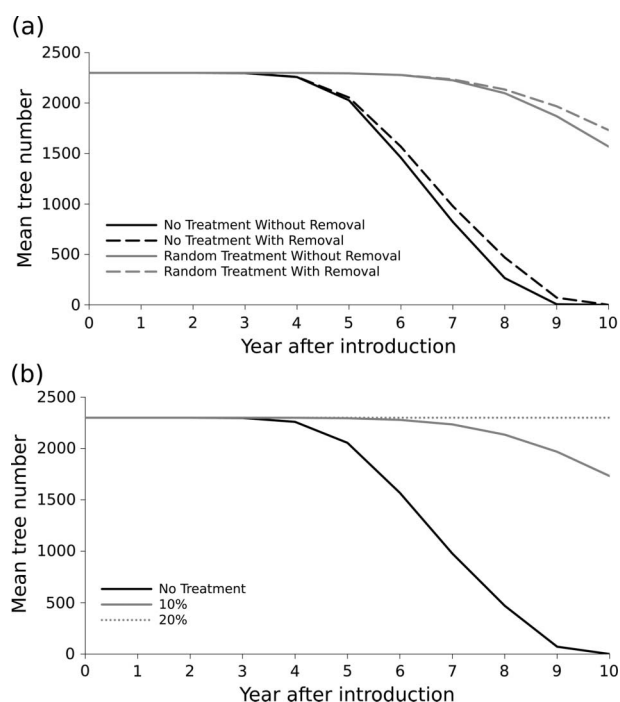 (a)
2500
2000
1500
1000
500
0
Mean tree number
No Treatment Without Removal
No Treatment With Removal
Random Treatment Without Removal
Random Treatment With Removal
0 1 2 3 4 5 6 7 8 9 10
Year after introduction
(b)
2500
2000
1500
1000
500
0
Mean tree number
No Treatment
10%
20%
0 1 2 3 4 5 6 7 8 9 10
Year after introduction